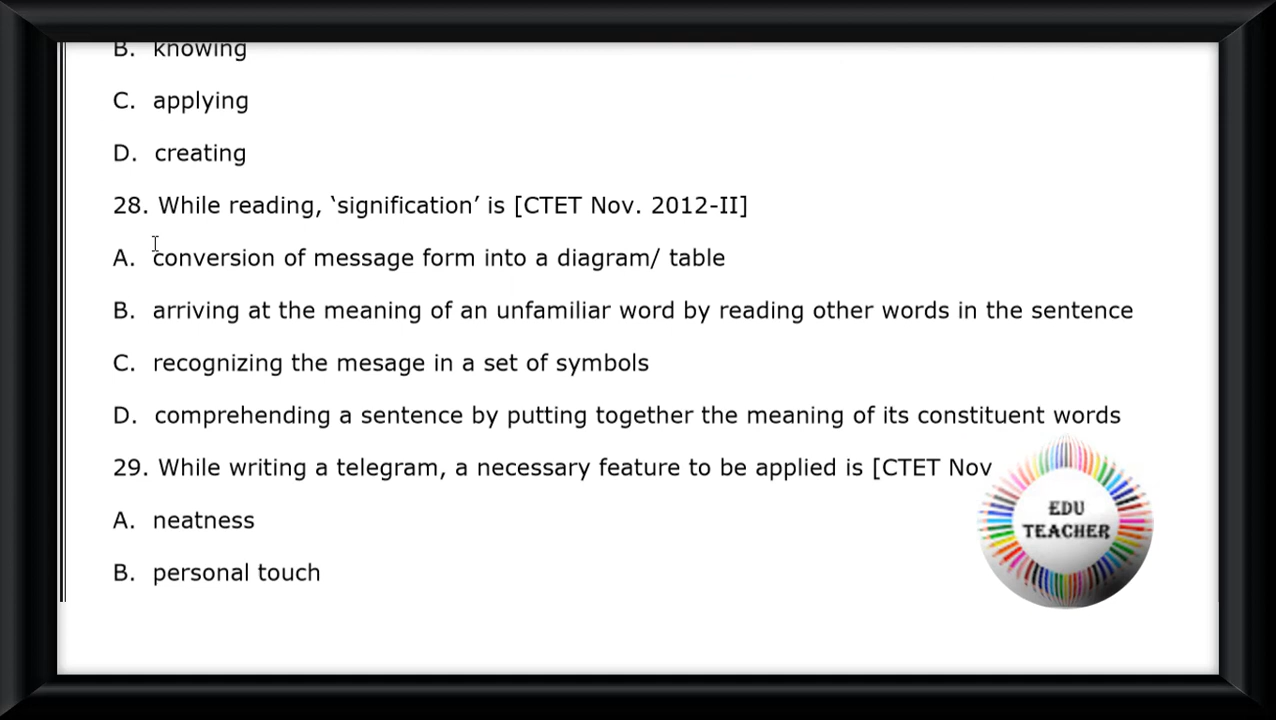 B. knowing
C. applying
D. creating
28. While reading, ‘signification’ is [CTET Nov. 2012-II]
A. conversion of message form into a diagram/ table
B. arriving at the meaning of an unfamiliar word by reading other words in the sentence
C. recognizing the mesage in a set of symbols
D. comprehending a sentence by putting together the meaning of its constituent words
29. While writing a telegram, a necessary feature to be applied is [CTET Nov
A. neatness
B. personal touch
EDU
TEACHER